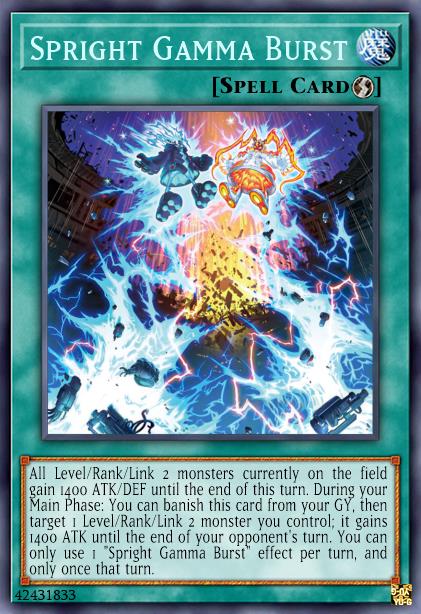 Spright Gamma Burst
魔
[Spell Card]
All Level/Rank/Link 2 monsters currently on the field
gain 1400 ATK/DEF until the end of this turn. During your
Main Phase: You can banish this card from your GY, then
target 1 Level/Rank/Link 2 monster you control; it gains
1400 ATK until the end of your opponent's turn. You can
only use 1 "Spright Gamma Burst" effect per turn, and
only once that turn.
42431833